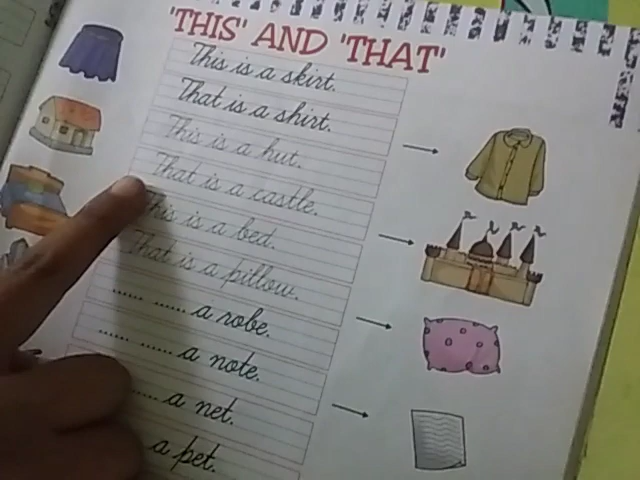 'THIS' AND 'THAT'
This is a skirt.
That is a shirt.
This is a hut.
That is a castle.
This is a bed.
That is a pillow.
...... ...... a robe.
...... ...... a note.
...... a net.
a pet.